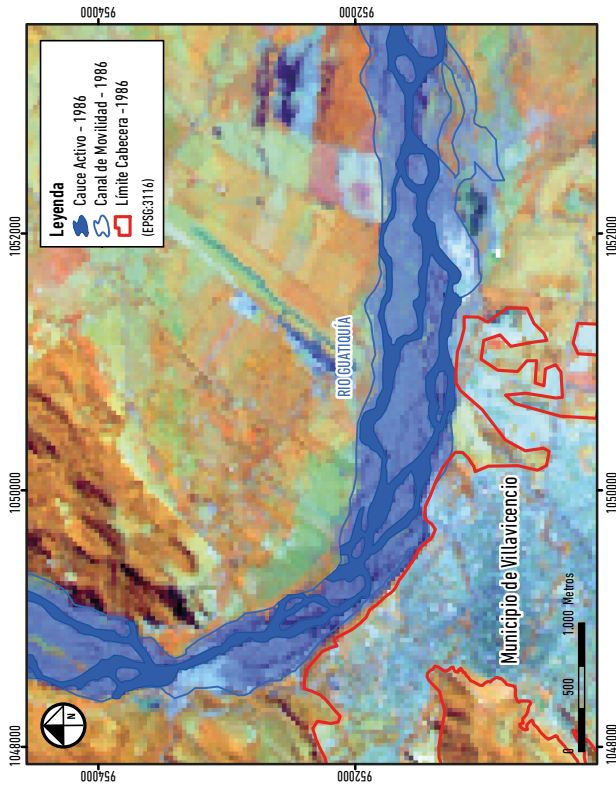 1048000
1050000
1052000
954000
954000
Leyenda
Cauce Activo - 1986
Canal de Movilidad - 1986
Límite Cabecera -1986
(EPSG:3116)
N
RIO GUATIQUÍA
952000
952000
Municipio de Villavicencio
0 500 1.000 Metros
1048000
1050000
1052000